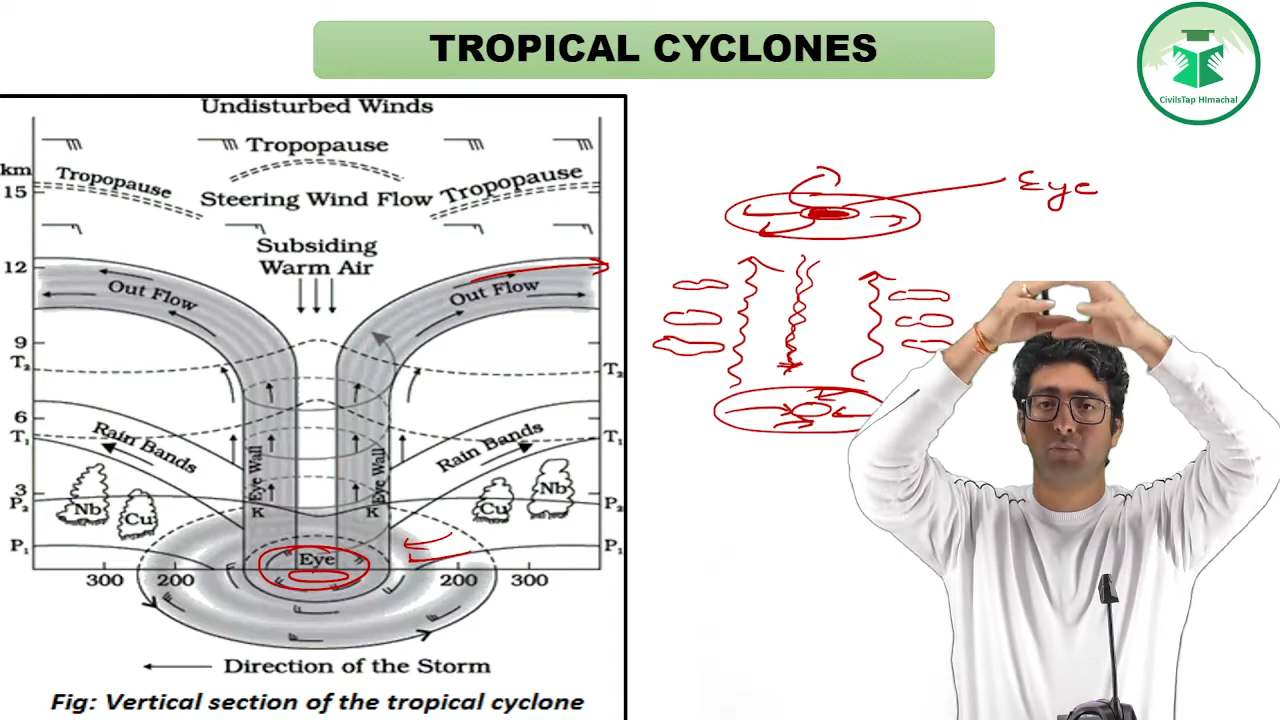 TROPICAL CYCLONES
CivilsTap Himachal
Undisturbed Winds
Tropopause
km
15
Tropopause
Steering Wind Flow
Tropopause
Subsiding
Warm Air
12
Out Flow
Out Flow
9
6
T₁
T₁
Rain Bands
Rain Bands
Eye Wall
Eye Wall
3
P₂
P₂
Nb
Cu
K
K
Cu
Nb
P₁
P₁
Eye
300
200
200
300
Direction of the Storm
Fig: Vertical section of the tropical cyclone
Eye